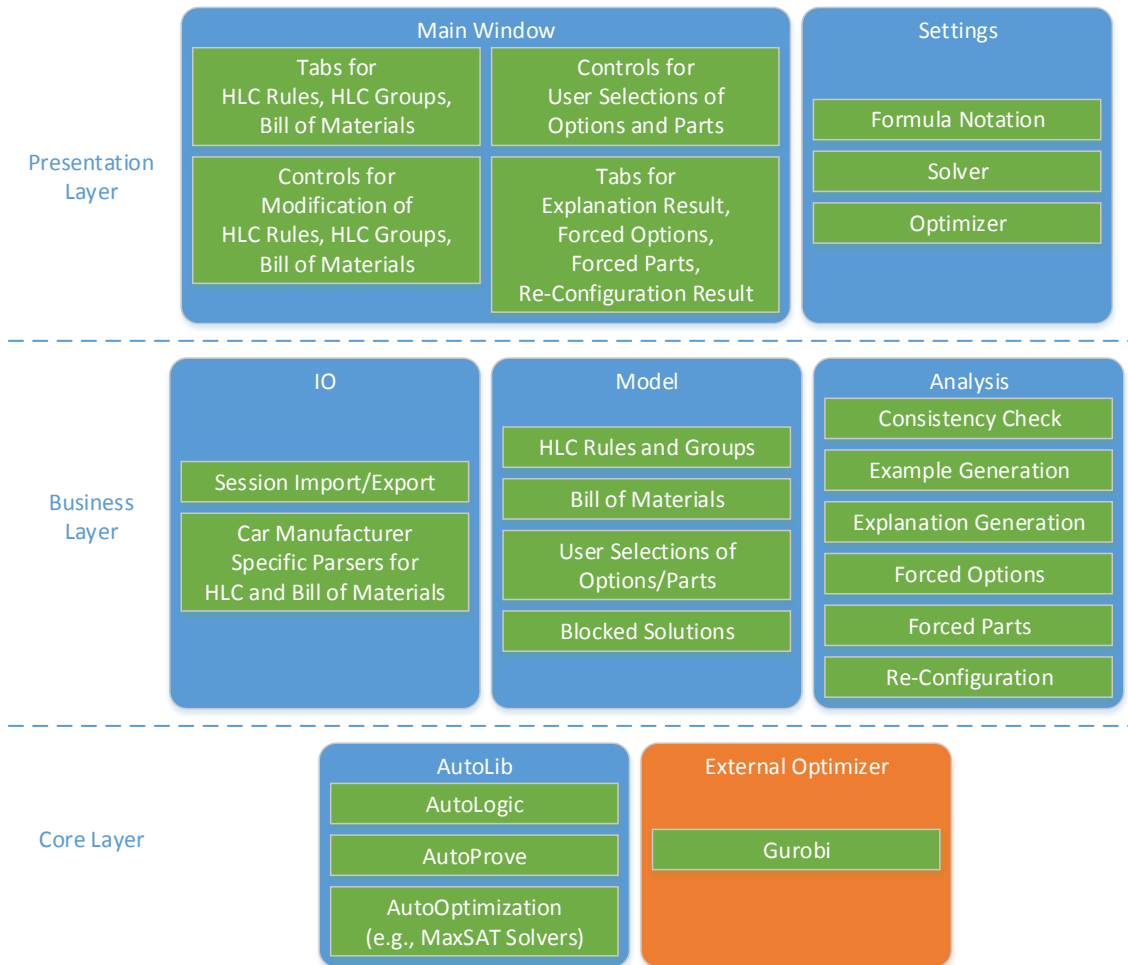 Main Window
Tabs for
HLC Rules, HLC Groups,
Bill of Materials
Controls for
User Selections of
Options and Parts
Controls for
Modification of
HLC Rules, HLC Groups,
Bill of Materials
Tabs for
Explanation Result,
Forced Options,
Forced Parts,
Re-Configuration Result
Settings
Formula Notation
Solver
Optimizer
Presentation
Layer
IO
Session Import/Export
Car Manufacturer
Specific Parsers for
HLC and Bill of Materials
Model
HLC Rules and Groups
Bill of Materials
User Selections of
Options/Parts
Blocked Solutions
Analysis
Consistency Check
Example Generation
Explanation Generation
Forced Options
Forced Parts
Re-Configuration
Business
Layer
AutoLib
AutoLogic
AutoProve
AutoOptimization
(e.g., MaxSAT Solvers)
External Optimizer
Gurobi
Core Layer